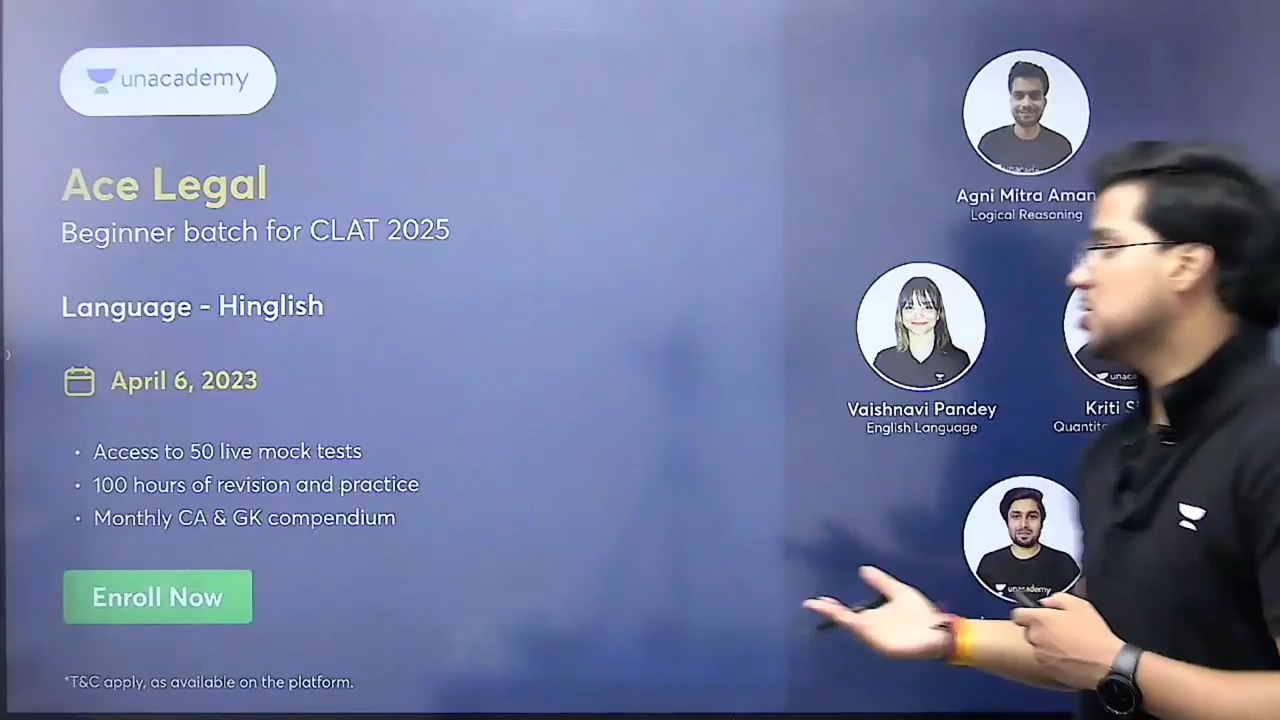 unacademy
Ace Legal
Beginner batch for CLAT 2025
Language - Hinglish
April 6, 2023
• Access to 50 live mock tests
• 100 hours of revision and practice
• Monthly CA & GK compendium
Enroll Now
*T&C apply, as available on the platform.
Agni Mitra Aman
Logical Reasoning
Vaishnavi Pandey
English Language
Kriti
unacademy